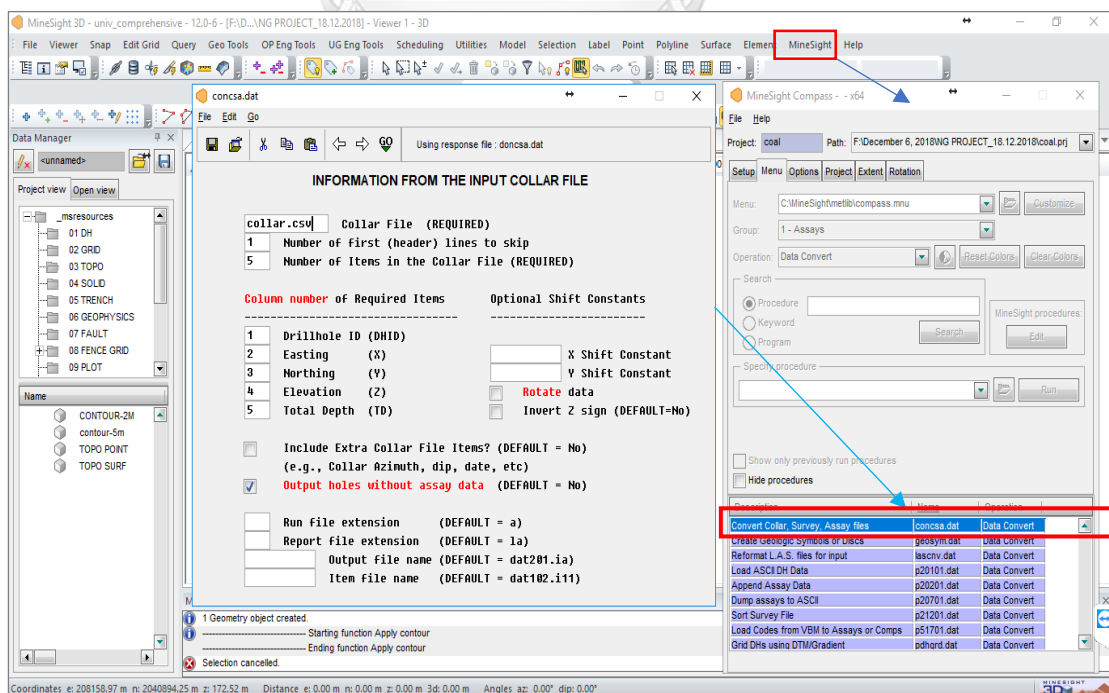 MineSight 3D - univ_comprehensive - 12.0-6 - [F:\D...\NG PROJECT_18.12.2018] - Viewer 1 - 3D
File Viewer Snap Edit Grid Query Geo Tools OP Eng Tools UG Eng Tools Scheduling Utilities Model Selection Label Point Polyline Surface Element MineSight Help
Data Manager
<unnamed>
Project view Open view
_msresources
01 DH
02 GRID
03 TOPO
04 SOLID
05 TRENCH
06 GEOPHYSICS
07 FAULT
08 FENCE GRID
09 PLOT
Name
CONTOUR-2M
contour-5m
TOPO POINT
TOPO SURF
concsa.dat
File Edit Go
GO Using response file : doncsa.dat
INFORMATION FROM THE INPUT COLLAR FILE
collar.csv Collar File (REQUIRED)
1 Number of first (header) lines to skip
5 Number of Items in the Collar File (REQUIRED)
Column number of Required Items Optional Shift Constants
1 Drillhole ID (DHID)
2 Easting (X) X Shift Constant
3 Northing (Y) Y Shift Constant
4 Elevation (Z) Rotate data
5 Total Depth (TD) Invert Z sign (DEFAULT=No)
Include Extra Collar File Items? (DEFAULT = No)
(e.g., Collar Azimuth, dip, date, etc)
Output holes without assay data (DEFAULT = No)
Run file extension (DEFAULT = a)
Report file extension (DEFAULT = la)
Output file name (DEFAULT = dat201.ia)
Item file name (DEFAULT = dat102.i11)
1 Geometry object created.
------------------------------ Starting function Apply contour
------------------------------ Ending function Apply contour
Selection cancelled.
MineSight Compass - - x64
File Help
Project: coal Path: F:\December 6, 2018\NG PROJECT_18.12.2018\coal.prj
Setup Menu Options Project Extent Rotation
Menu: C:\MineSight\metlib\compass.mnu Customize
Group: 1 - Assays
Operation: Data Convert Reset Colors Clear Colors
Search
Procedure
Keyword
Program
Search
MineSight procedures:
Edit
Specify procedure
Run
Show only previously run procedures
Hide procedures
Description Name Operation
Convert Collar, Survey, Assay files concsa.dat Data Convert
Create Geologic Symbols or Discs geosym.dat Data Convert
Reformat L.A.S. files for input lascnv.dat Data Convert
Load ASCII DH Data p20101.dat Data Convert
Append Assay Data p20201.dat Data Convert
Dump assays to ASCII p20701.dat Data Convert
Sort Survey File p21201.dat Data Convert
Load Codes from VBM to Assays or Comps p51701.dat Data Convert
Grid DHs using DTM/Gradient pdhgrd.dat Data Convert
Coordinates e: 208158.97 m n: 2040894.25 m z: 172.52 m Distance e: 0.00 m n: 0.00 m z: 0.00 m 3d: 0.00 m Angles az: 0.00° dip: 0.00°
MINESIGHT
3D